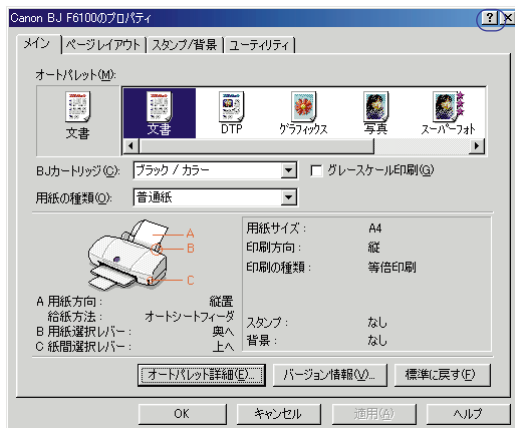 Canon BJ F6100のプロパティ
メイン ページレイアウト スタンプ/背景 ユーティリティ
オートパレット(M):
文書 文書 DTP グラフィックス 写真 スーパーフォト
BJカートリッジ(C): ブラック / カラー グレースケール印刷(G)
用紙の種類(O): 普通紙
A
B
C
用紙サイズ : A4
印刷方向 : 縦
印刷の種類 : 等倍印刷
スタンプ : なし
背景 : なし
A 用紙方向 : 縦置
給紙方法 : オートシートフィーダ
B 用紙選択レバー : 奥へ
C 紙間選択レバー : 上へ
オートパレット詳細(E)... バージョン情報(V)... 標準に戻す(F)
OK キャンセル 適用(A) ヘルプ